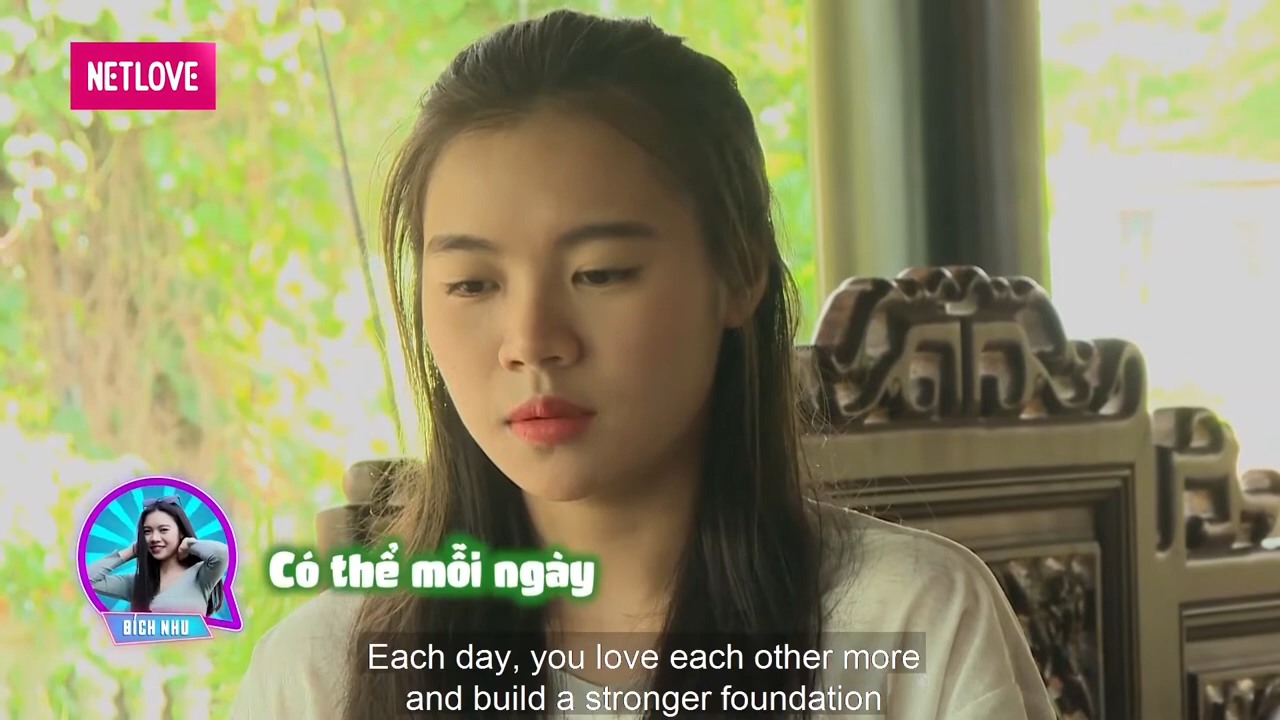 NETLOVE
Có thể mỗi ngày
BÍCH NHU
Each day, you love each other more
and build a stronger foundation